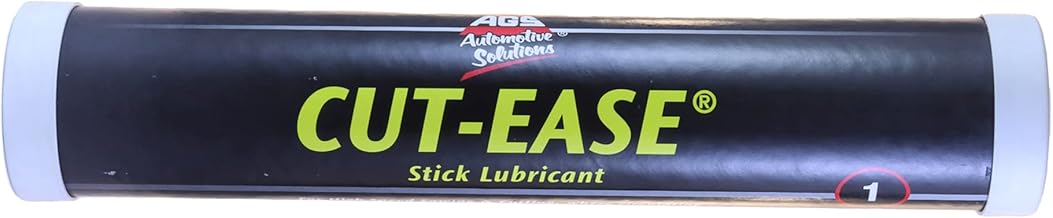 AGS
Automotive®
Solutions
CUT-EASE®
Stick Lubricant
1